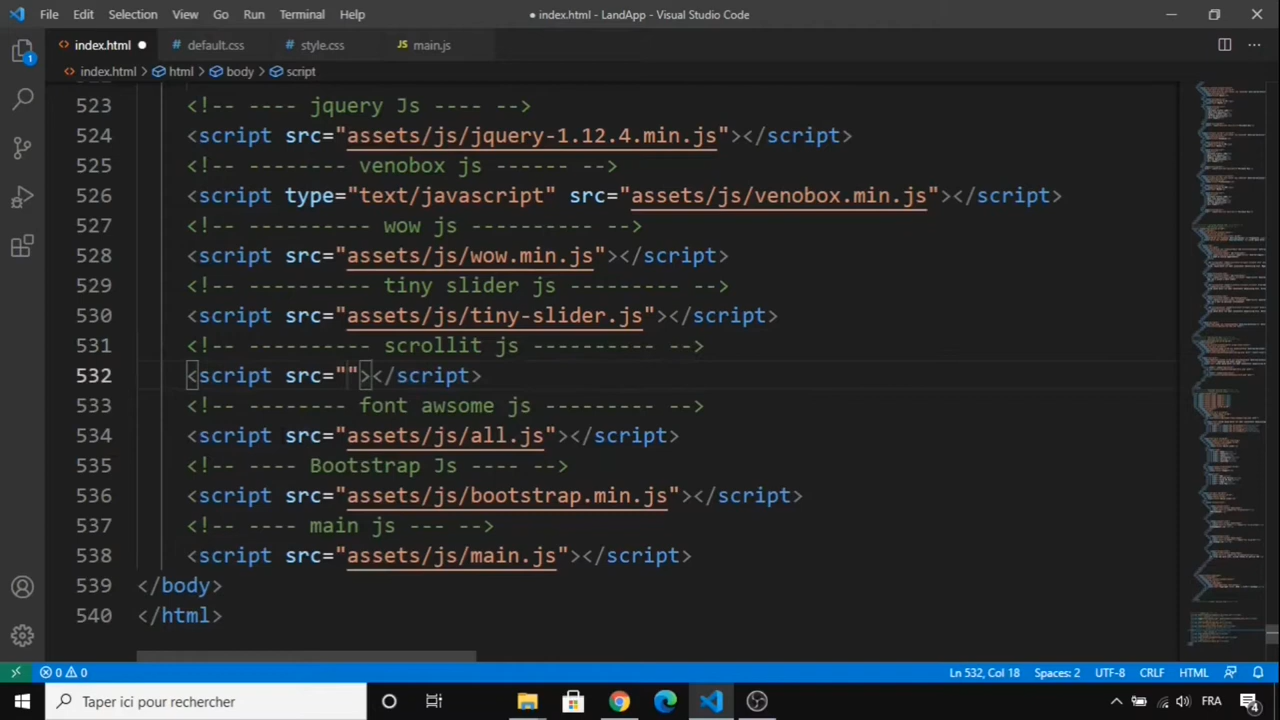 File Edit Selection View Go Run Terminal Help ● index.html - LandApp - Visual Studio Code
<> index.html ● # default.css # style.css JS main.js
<> index.html > html > body > script
523 <!-- ---- jquery Js ---- -->
524 <script src="assets/js/jquery-1.12.4.min.js"></script>
525 <!-- -------- venobox js ------ -->
526 <script type="text/javascript" src="assets/js/venobox.min.js"></script>
527 <!-- ---------- wow js ---------- -->
528 <script src="assets/js/wow.min.js"></script>
529 <!-- ---------- tiny slider js --------- -->
530 <script src="assets/js/tiny-slider.js"></script>
531 <!-- ---------- scrollit js --------- -->
532 <script src=""></script>
533 <!-- -------- font awsome js --------- -->
534 <script src="assets/js/all.js"></script>
535 <!-- ---- Bootstrap Js ---- -->
536 <script src="assets/js/bootstrap.min.js"></script>
537 <!-- ---- main js --- -->
538 <script src="assets/js/main.js"></script>
539 </body>
540 </html>
1
0 0 Ln 532, Col 18 Spaces: 2 UTF-8 CRLF HTML
Taper ici pour rechercher FRA 4